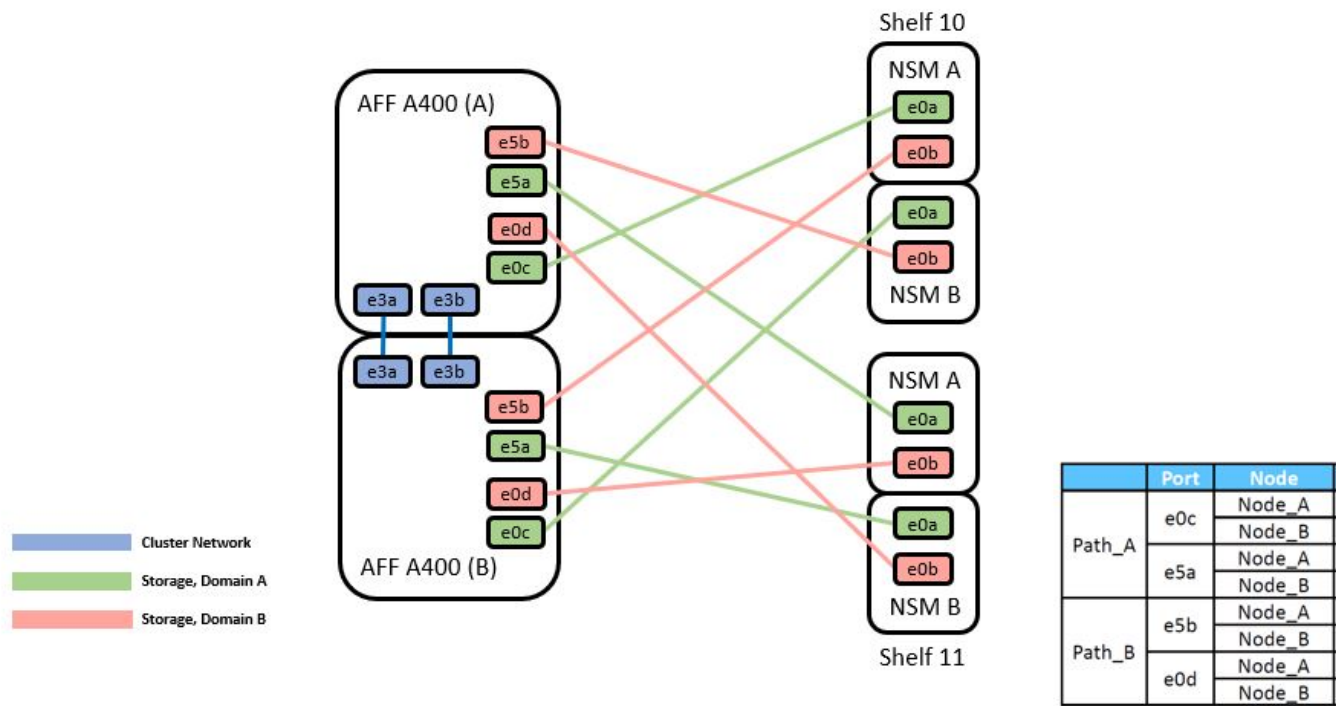 Shelf 10
AFF A400 (A)
e5b
e5a
e0d
e0c
e3a e3b
e3a e3b
e5b
e5a
e0d
e0c
AFF A400 (B)
NSM A
e0a
e0b
e0a
e0b
NSM B
NSM A
e0a
e0b
e0a
e0b
NSM B
Shelf 11
Cluster Network
Storage, Domain A
Storage, Domain B
Port Node
Path_A e0c Node_A
Node_B
e5a Node_A
Node_B
Path_B e5b Node_A
Node_B
e0d Node_A
Node_B